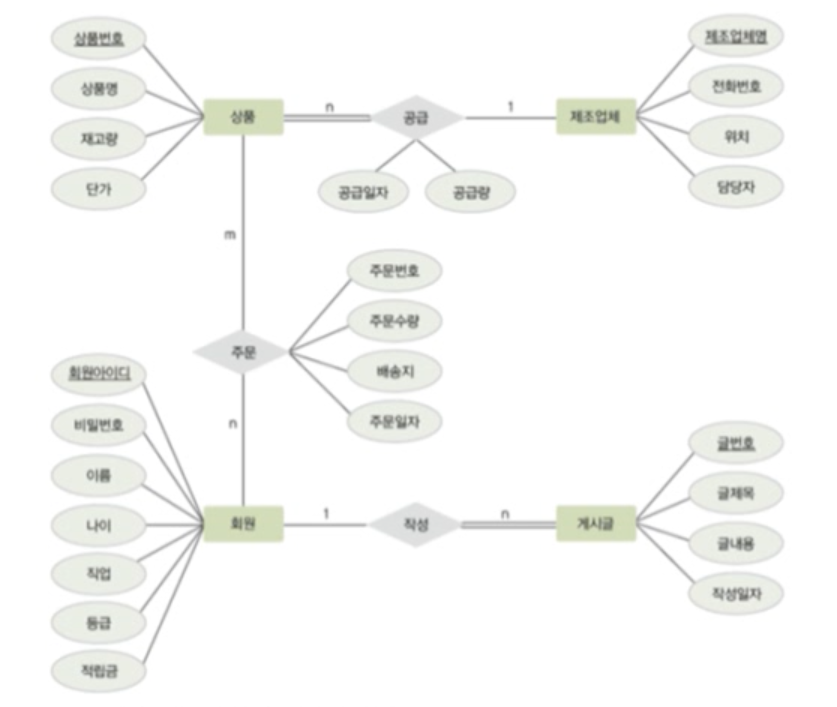 상품번호
상품명
재고량
단가
상품
n
공급
1
제조업체
공급일자
공급량
제조업체명
전화번호
위치
담당자
m
주문
n
주문번호
주문수량
배송지
주문일자
회원아이디
비밀번호
이름
나이
직업
등급
적립금
회원
1
작성
n
게시글
글번호
글제목
글내용
작성일자